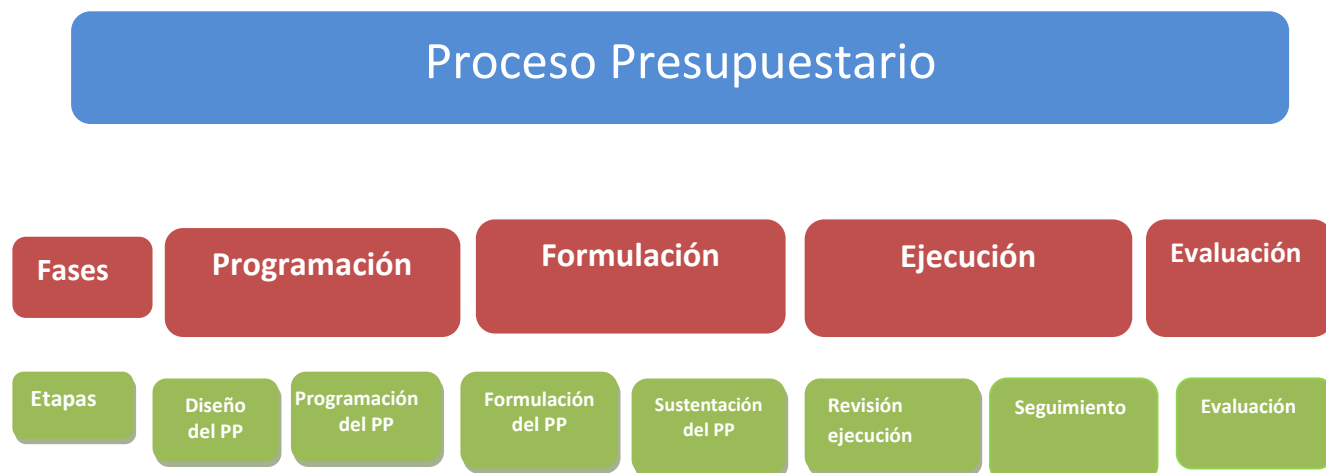 Proceso Presupuestario
Fases
Programación
Formulación
Ejecución
Evaluación
Etapas
Diseño
del PP
Programación
del PP
Formulación
del PP
Sustentación
del PP
Revisión
ejecución
Seguimiento
Evaluación